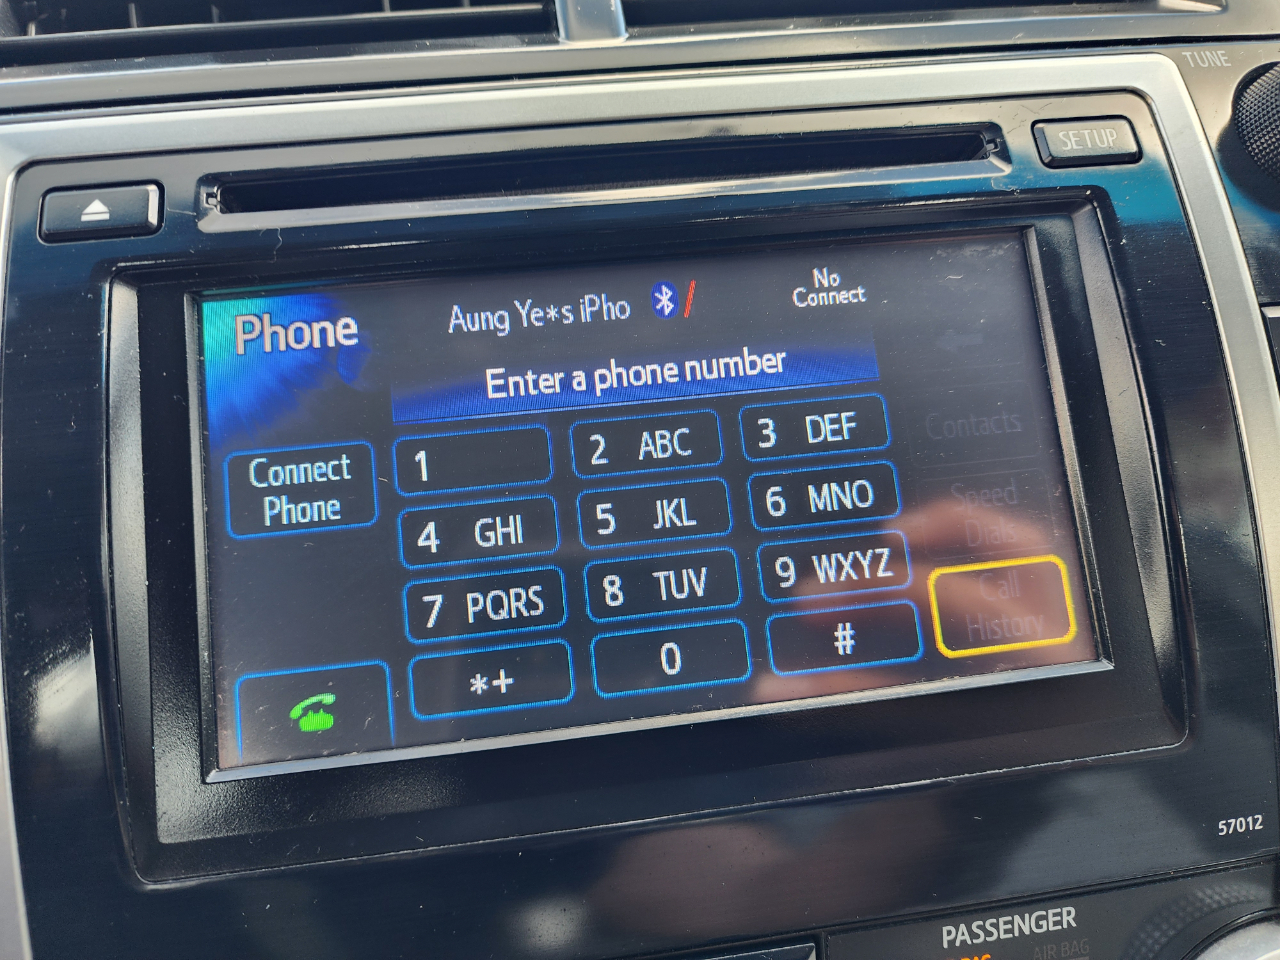 TUNE
SETUP
Phone
Aung Ye*s iPho
No
Connect
Enter a phone number
Connect
Phone
1
2 ABC
3 DEF
4 GHI
5 JKL
6 MNO
7 PQRS
8 TUV
9 WXYZ
*+
0
#
Contacts
Speed
Dials
Call
History
57012
PASSENGER
AIR BAG